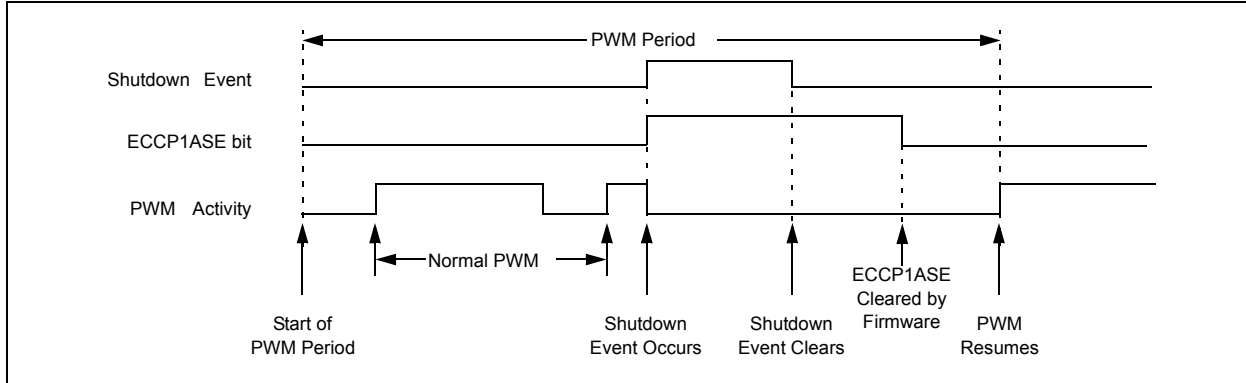 PWM Period
Shutdown Event
ECCP1ASE bit
PWM Activity
Normal PWM
Start of
PWM Period
Shutdown
Event Occurs
Shutdown
Event Clears
ECCP1ASE
Cleared by
Firmware
PWM
Resumes